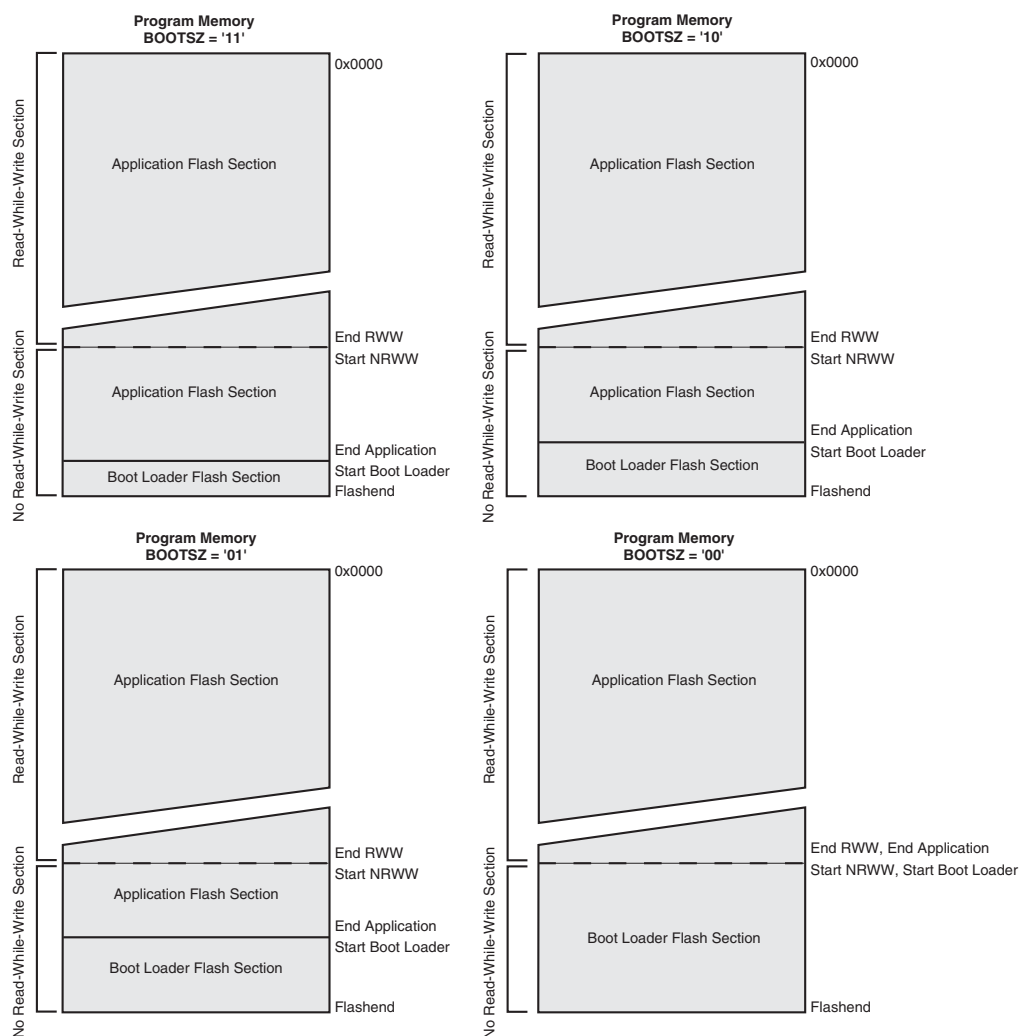 Program Memory
BOOTSZ = '11'
0x0000
Read-While-Write Section
Application Flash Section
End RWW
Start NRWW
No Read-While-Write Section
Application Flash Section
End Application
Start Boot Loader
Boot Loader Flash Section
Flashend
Program Memory
BOOTSZ = '10'
0x0000
Read-While-Write Section
Application Flash Section
End RWW
Start NRWW
No Read-While-Write Section
Application Flash Section
End Application
Start Boot Loader
Boot Loader Flash Section
Flashend
Program Memory
BOOTSZ = '01'
0x0000
Read-While-Write Section
Application Flash Section
End RWW
Start NRWW
No Read-While-Write Section
Application Flash Section
End Application
Start Boot Loader
Boot Loader Flash Section
Flashend
Program Memory
BOOTSZ = '00'
0x0000
Read-While-Write Section
Application Flash Section
End RWW, End Application
Start NRWW, Start Boot Loader
No Read-While-Write Section
Boot Loader Flash Section
Flashend